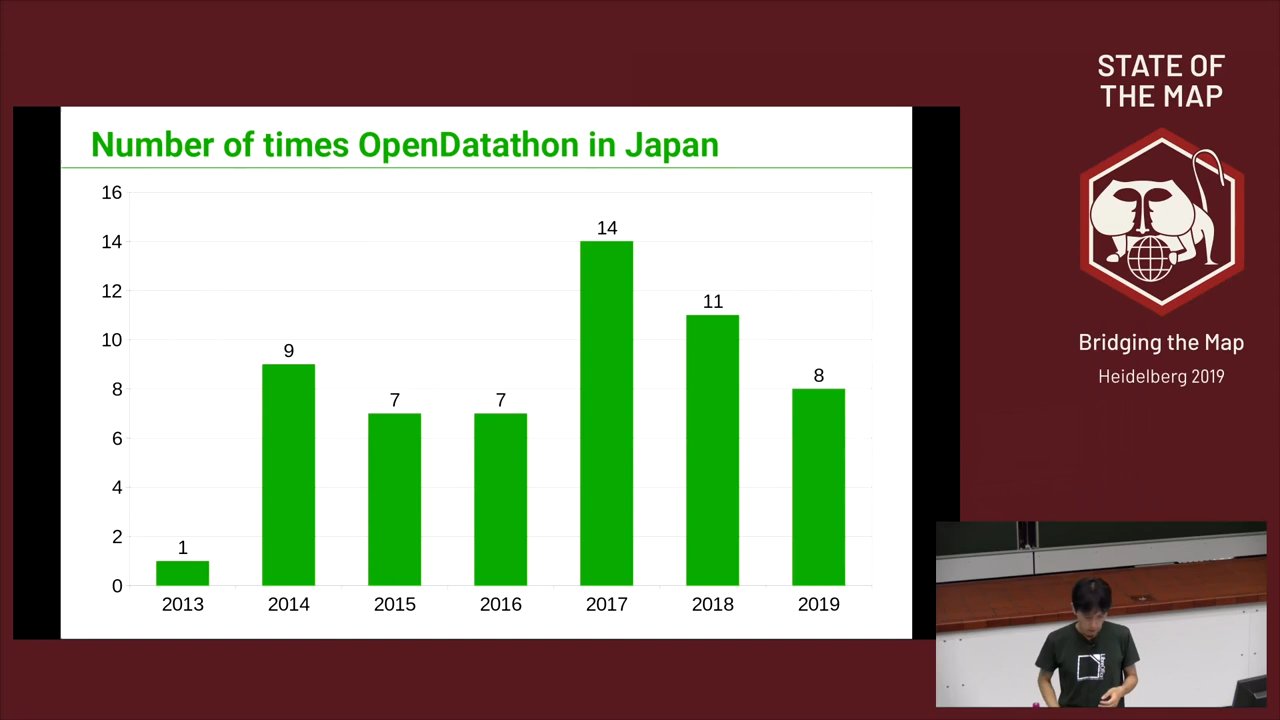 Number of times OpenDatathon in Japan
16
14
12
10
8
6
4
2
0
1
9
7
7
14
11
8
2013 2014 2015 2016 2017 2018 2019
STATE OF
THE MAP
Bridging the Map
Heidelberg 2019